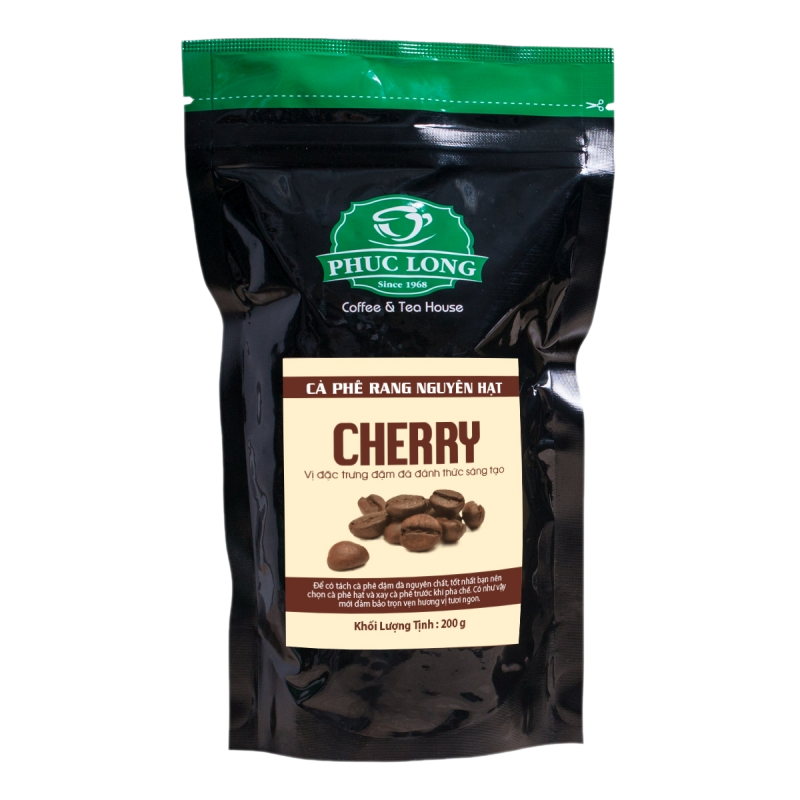 PHUC LONG
Since 1968
Coffee & Tea House
CÀ PHÊ RANG NGUYÊN HẠT
CHERRY
Vị đặc trưng đậm đà đánh thức sáng tạo
Để có tách cà phê đậm đà nguyên chất, tốt nhất bạn nên
chọn cà phê hạt và xay cà phê trước khi pha chế. Có như vậy
mới đảm bảo trọn vẹn hương vị tươi ngon.
Khối Lượng Tịnh : 200 g